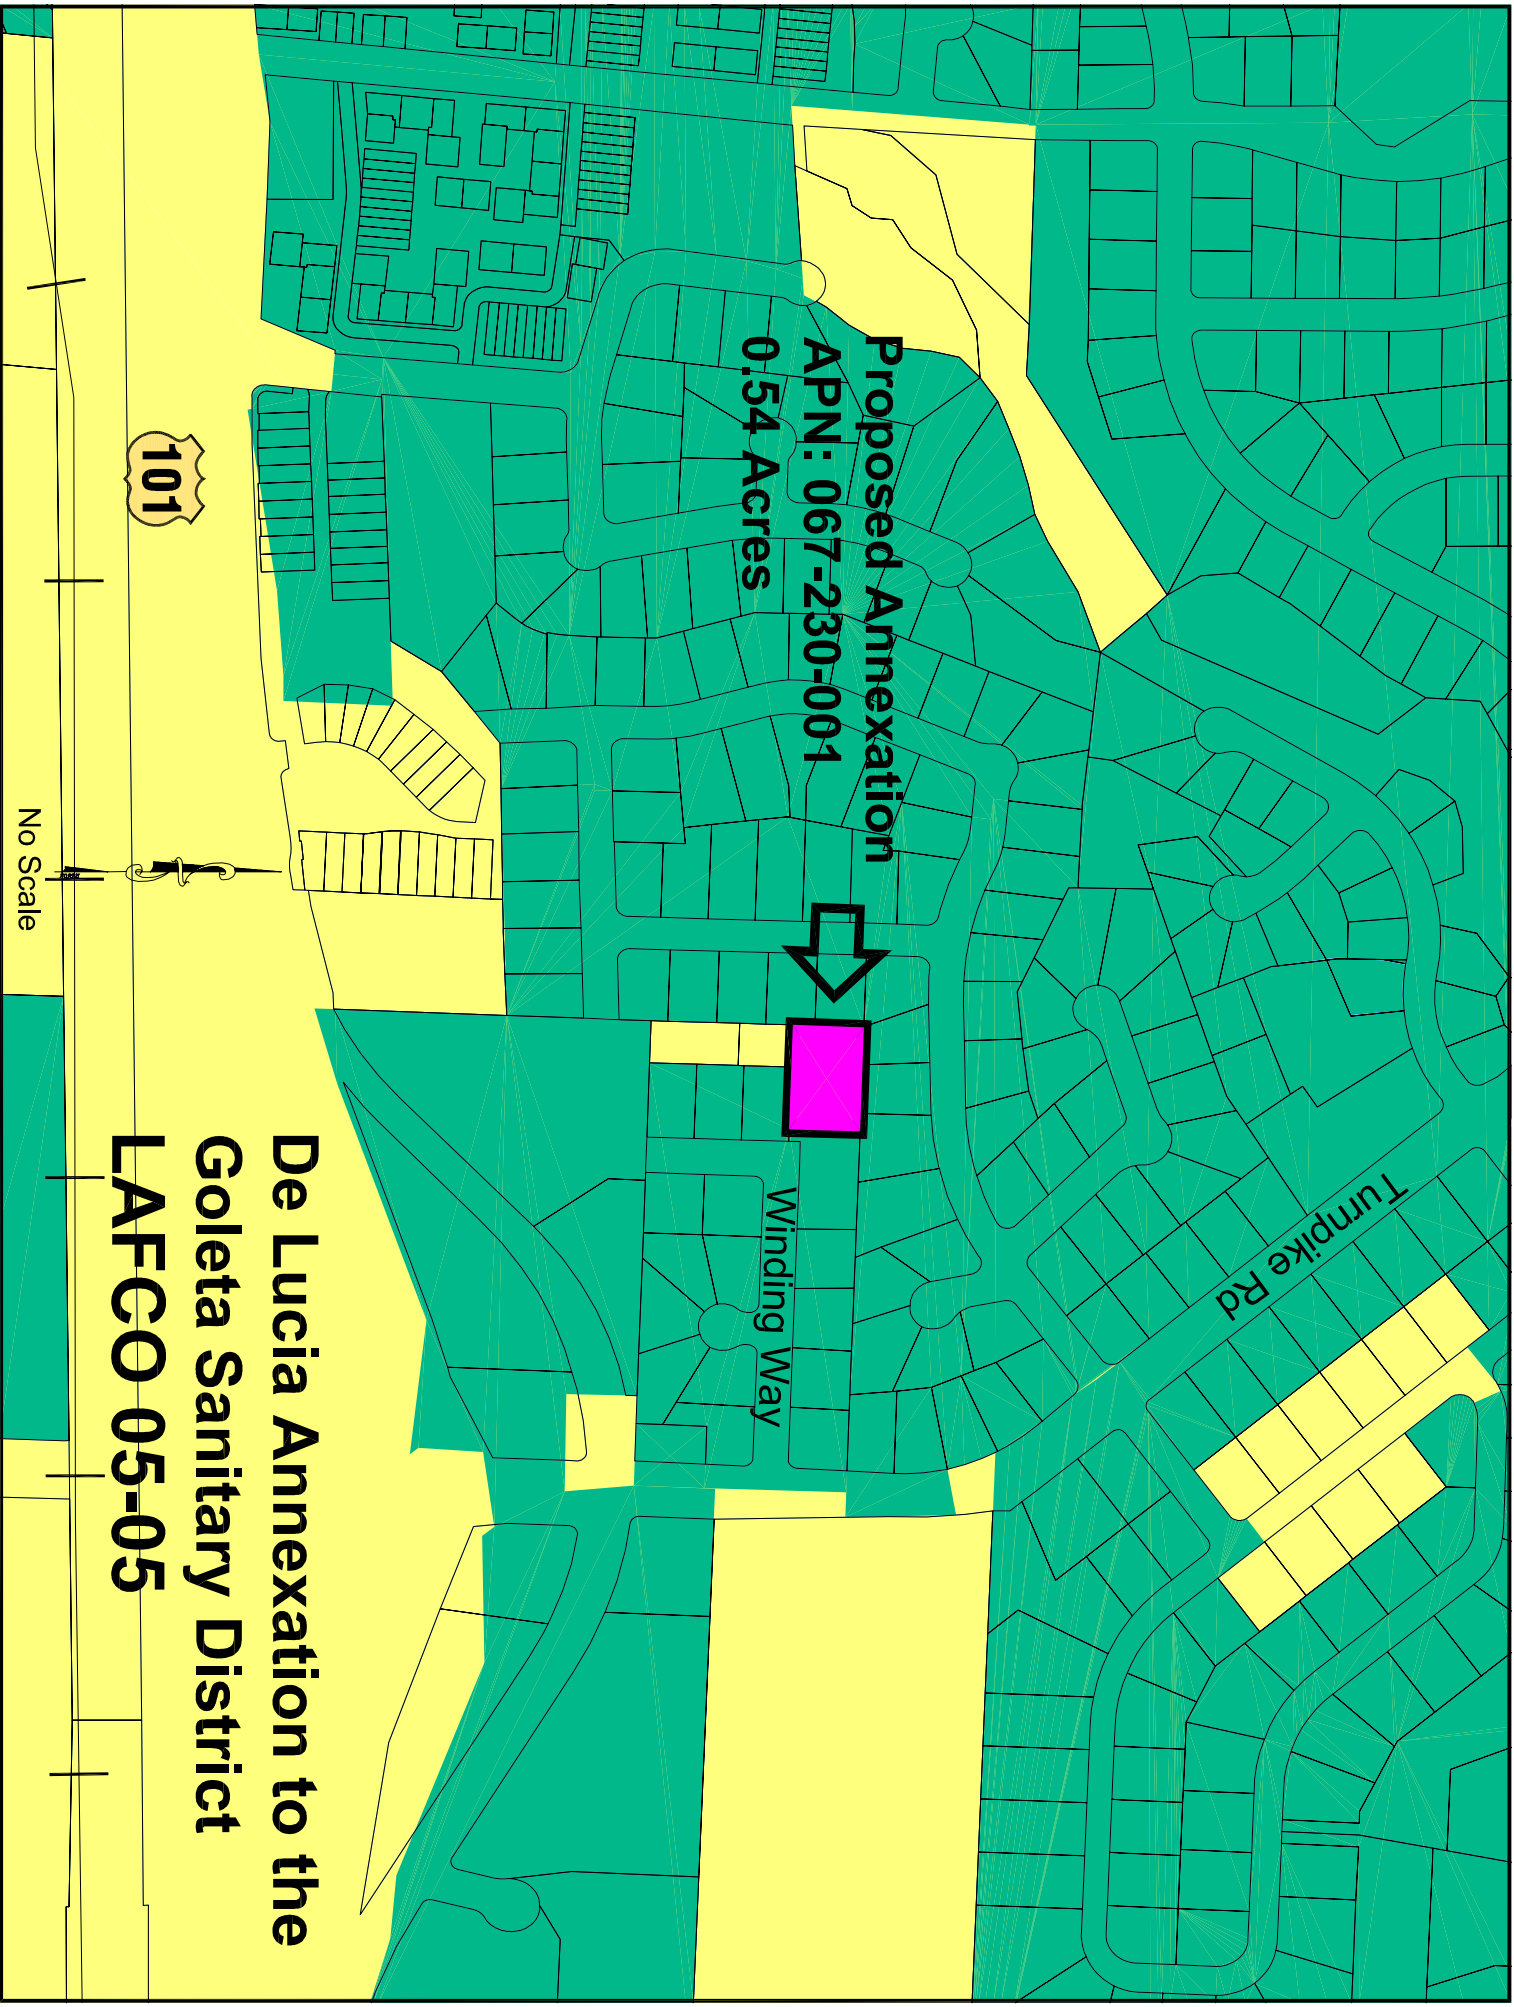 Proposed Annexation
APN: 067-230-001
0.54 Acres
Turnpike Rd
Winding Way
101
De Lucia Annexation to the
Goleta Sanitary District
LAFCO 05-05
No Scale